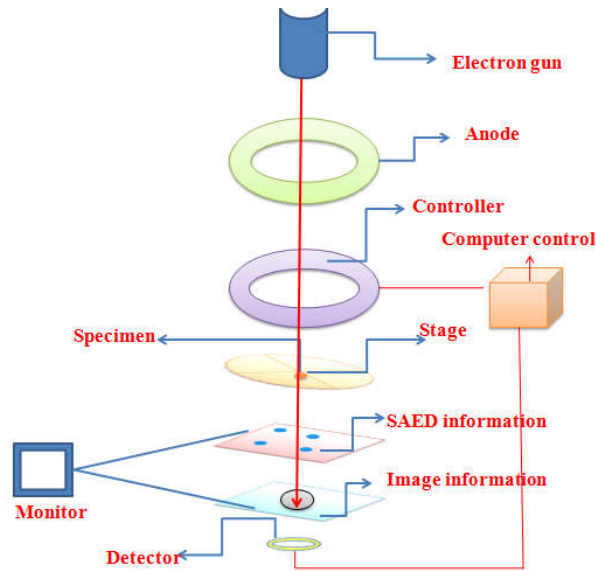 Electron gun
Anode
Controller
Computer control
Specimen
Stage
SAED information
Image information
Monitor
Detector